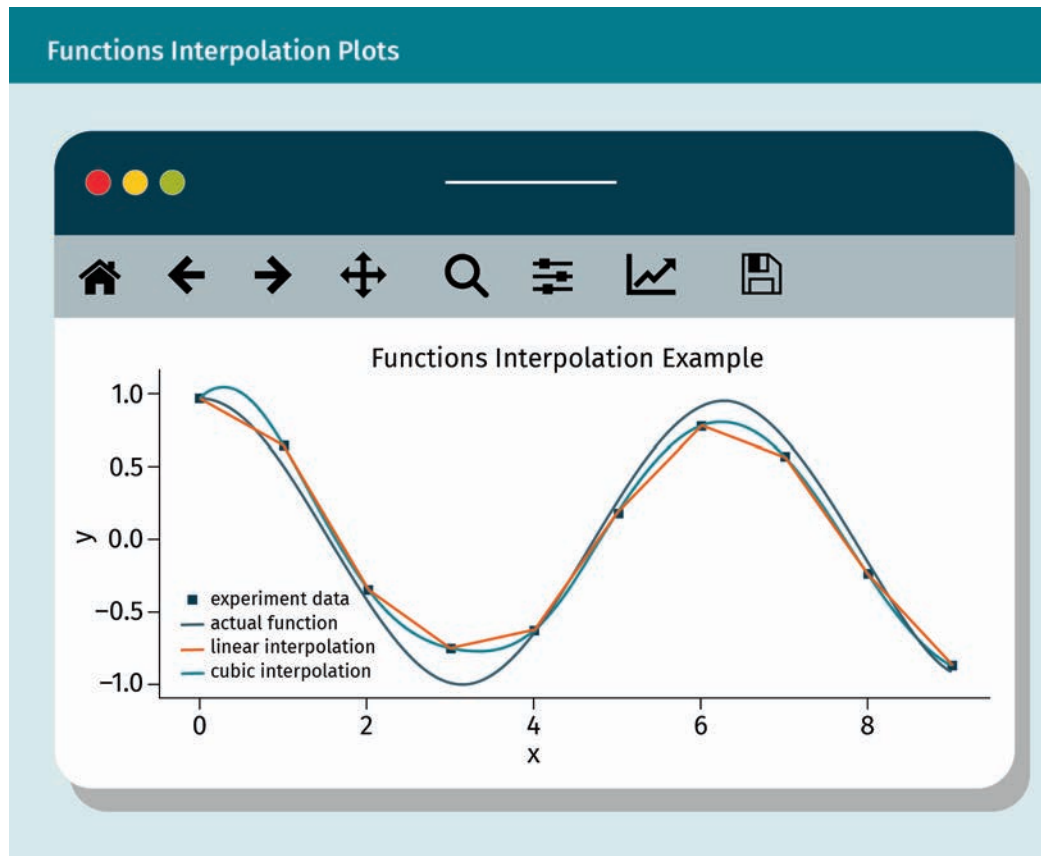 Functions Interpolation Plots
Functions Interpolation Example
1.0
0.5
0.0
−0.5
−1.0
y
experiment data
actual function
linear interpolation
cubic interpolation
0 2 4 6 8
x